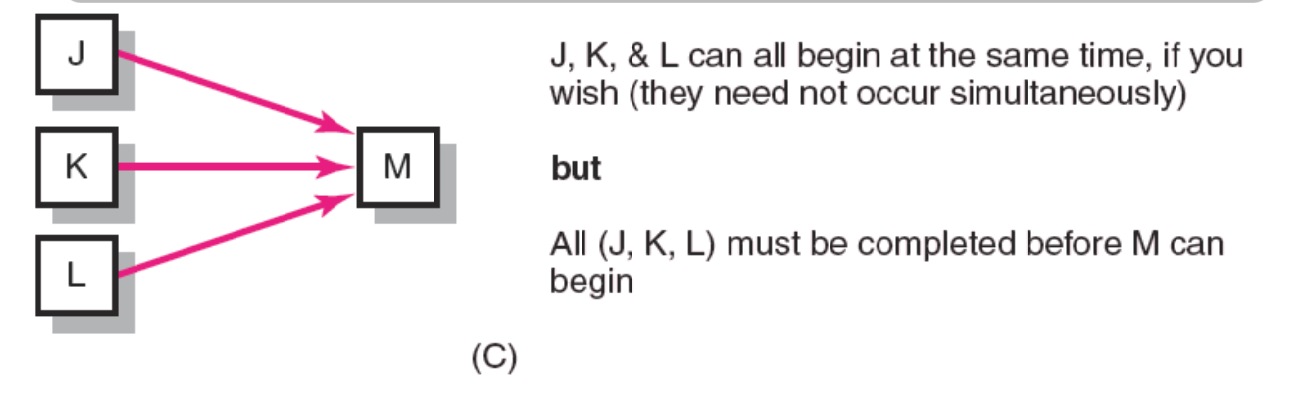 J
J, K, & L can all begin at the same time, if you
wish (they need not occur simultaneously)
K
M
but
L
All (J, K, L) must be completed before M can
begin
(C)